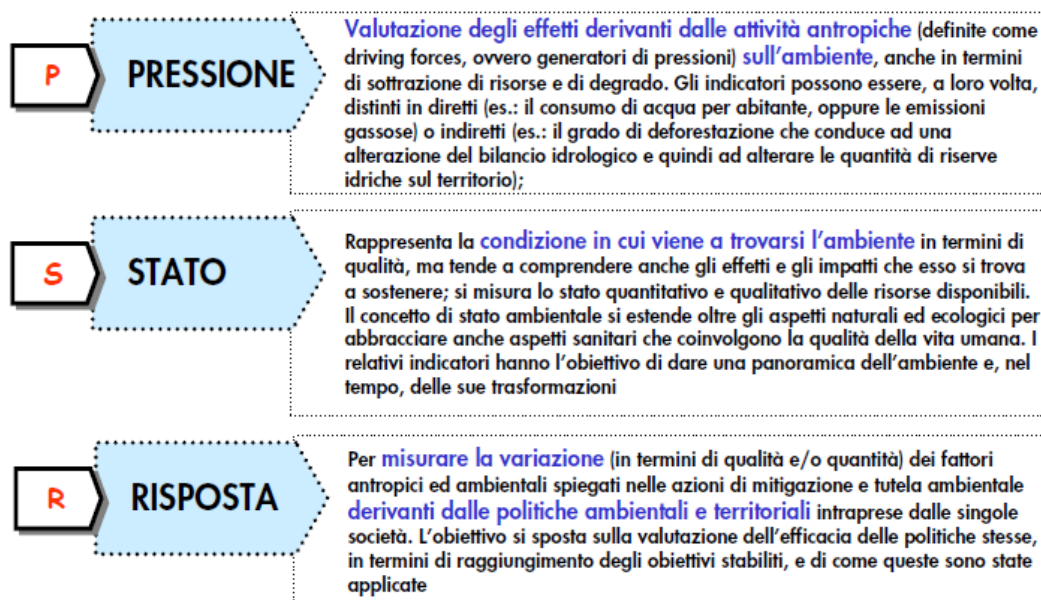 P
PRESSIONE
Valutazione degli effetti derivanti dalle attività antropiche (definite come
driving forces, ovvero generatori di pressioni) sull'ambiente, anche in termini
di sottrazione di risorse e di degrado. Gli indicatori possono essere, a loro volta,
distinti in diretti (es.: il consumo di acqua per abitante, oppure le emissioni
gassose) o indiretti (es.: il grado di deforestazione che conduce ad una
alterazione del bilancio idrologico e quindi ad alterare le quantità di riserve
idriche sul territorio);
S
STATO
Rappresenta la condizione in cui viene a trovarsi l'ambiente in termini di
qualità, ma tende a comprendere anche gli effetti e gli impatti che esso si trova
a sostenere; si misura lo stato quantitativo e qualitativo delle risorse disponibili.
Il concetto di stato ambientale si estende oltre gli aspetti naturali ed ecologici per
abbracciare anche aspetti sanitari che coinvolgono la qualità della vita umana. I
relativi indicatori hanno l'obiettivo di dare una panoramica dell'ambiente e, nel
tempo, delle sue trasformazioni
R
RISPOSTA
Per misurare la variazione (in termini di qualità e/o quantità) dei fattori
antropici ed ambientali spiegati nelle azioni di mitigazione e tutela ambientale
derivanti dalle politiche ambientali e territoriali intraprese dalle singole
società. L'obiettivo si sposta sulla valutazione dell'efficacia delle politiche stesse,
in termini di raggiungimento degli obiettivi stabiliti, e di come queste sono state
applicate